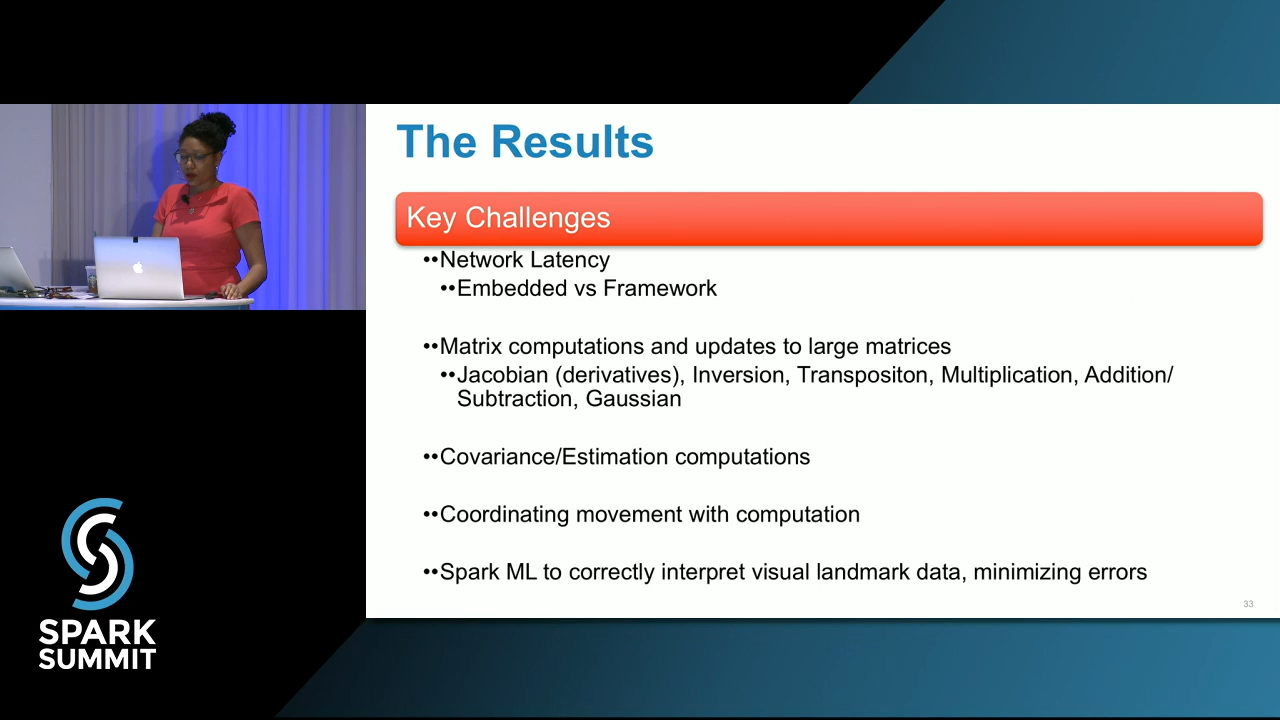 The Results
Key Challenges
••Network Latency
••Embedded vs Framework
••Matrix computations and updates to large matrices
••Jacobian (derivatives), Inversion, Transpositon, Multiplication, Addition/
Subtraction, Gaussian
••Covariance/Estimation computations
••Coordinating movement with computation
••Spark ML to correctly interpret visual landmark data, minimizing errors
33
SPARK
SUMMIT